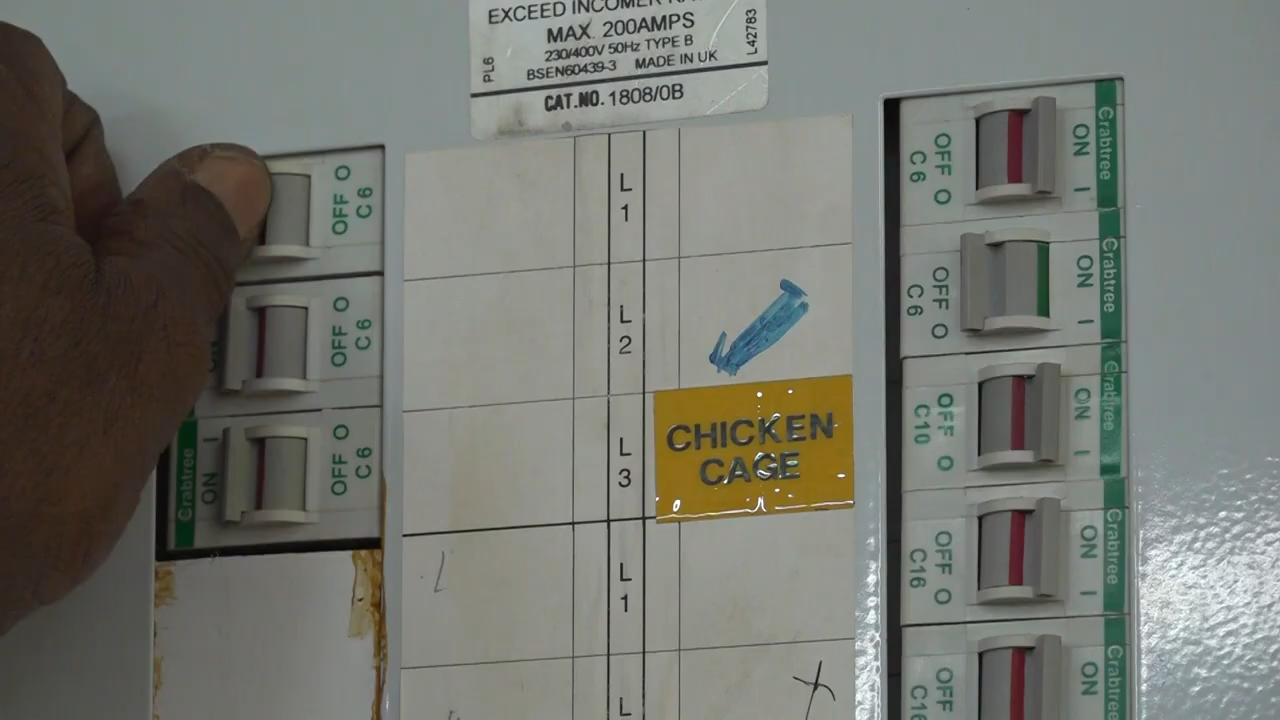 EXCEED INCOMER
MAX. 200AMPS
230/400V 50Hz TYPE B
BSEN60439-3 MADE IN UK
PL6
L42783
CAT.NO. 1808/0B
OFF O
C6
OFF O
C6
Crabtree
ON I
OFF O
C6
L
1
L
2
L
3
L
1
L
CHICKEN
CAGE
OFF O
C6
ON I
Crabtree
OFF O
C6
ON I
Crabtree
OFF O
C10
ON I
Crabtree
OFF O
C16
ON I
Crabtree
OFF
C16
ON
Crabtree